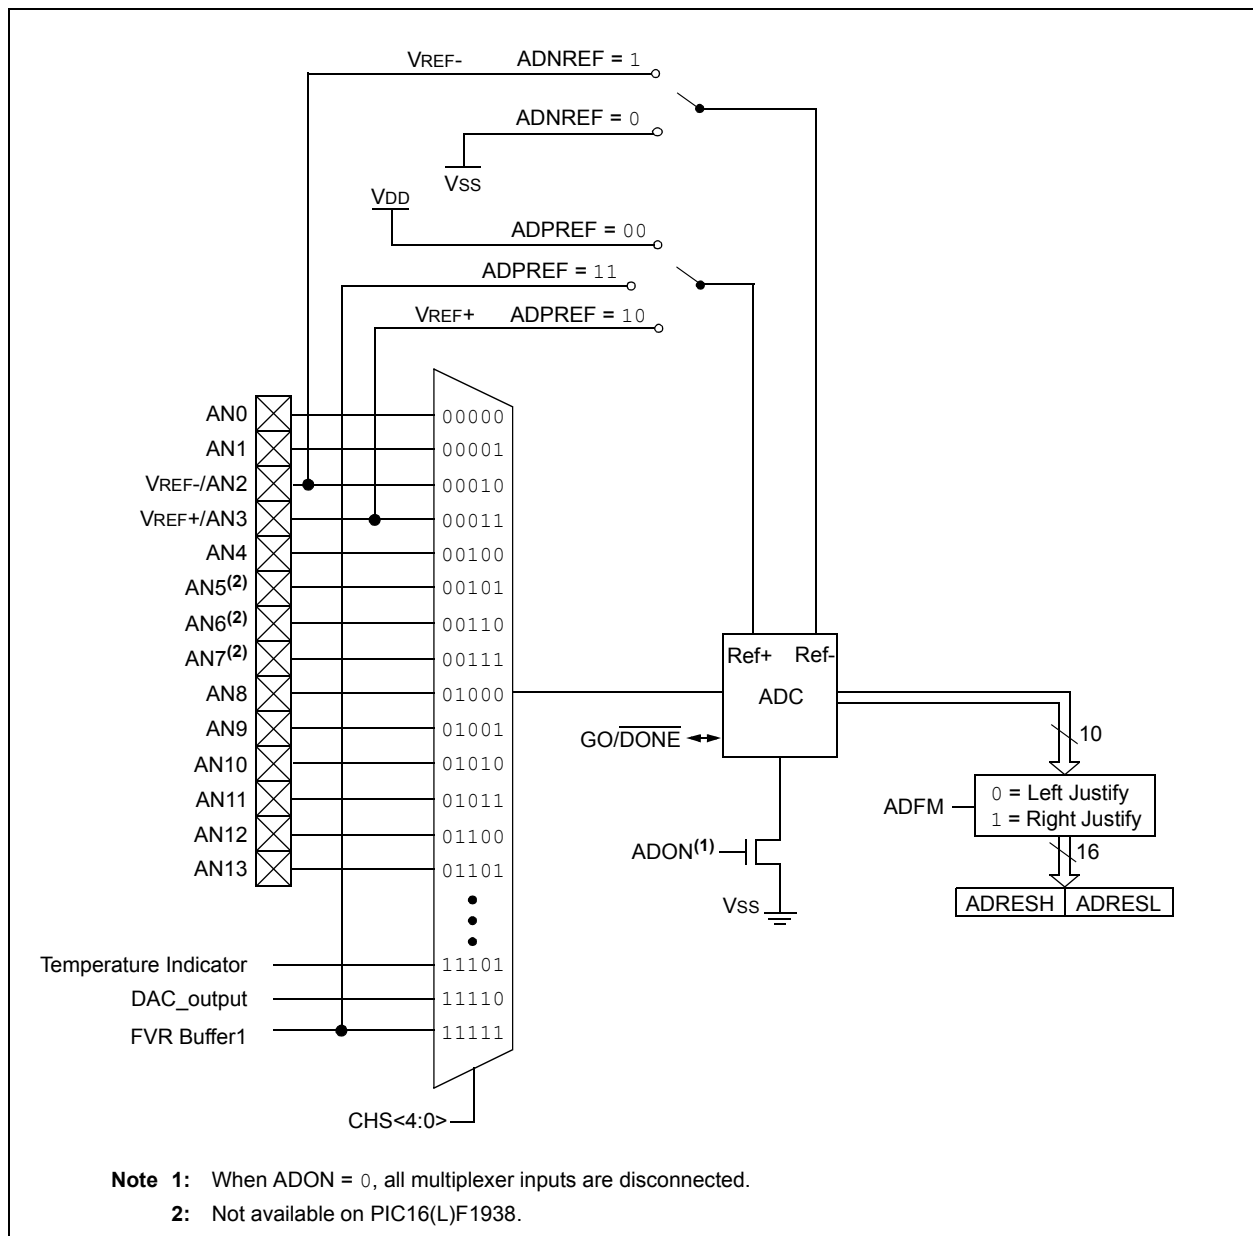 VREF- ADNREF = 1
ADNREF = 0
VSS
VDD
ADPREF = 00
ADPREF = 11
VREF+ ADPREF = 10
AN0 00000
AN1 00001
VREF-/AN2 00010
VREF+/AN3 00011
AN4 00100
AN5(2) 00101
AN6(2) 00110
AN7(2) 00111
Ref+ Ref-
AN8 01000
ADC
AN9 01001
GO/DONE
10
AN10 01010
AN11 01011
ADFM
0 = Left Justify
1 = Right Justify
AN12 01100
ADON(1)
16
AN13 01101
VSS
ADRESH ADRESL
Temperature Indicator 11101
DAC_output 11110
FVR Buffer1 11111
CHS<4:0>
Note 1: When ADON = 0, all multiplexer inputs are disconnected.
2: Not available on PIC16(L)F1938.